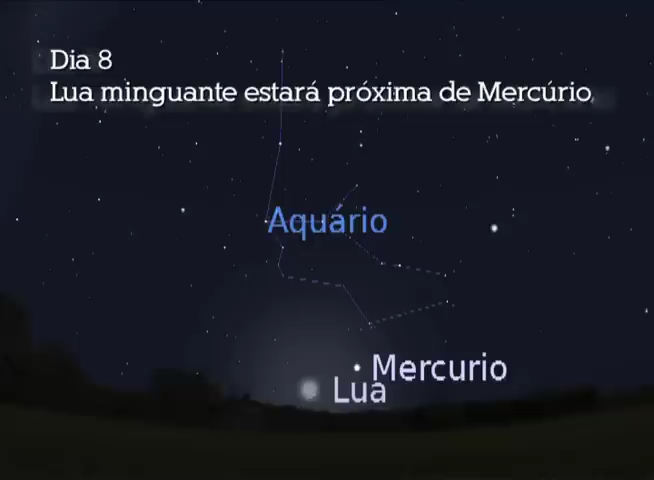 Dia 8
Lua minguante estará próxima de Mercúrio
Aquário
Mercurio
Lua